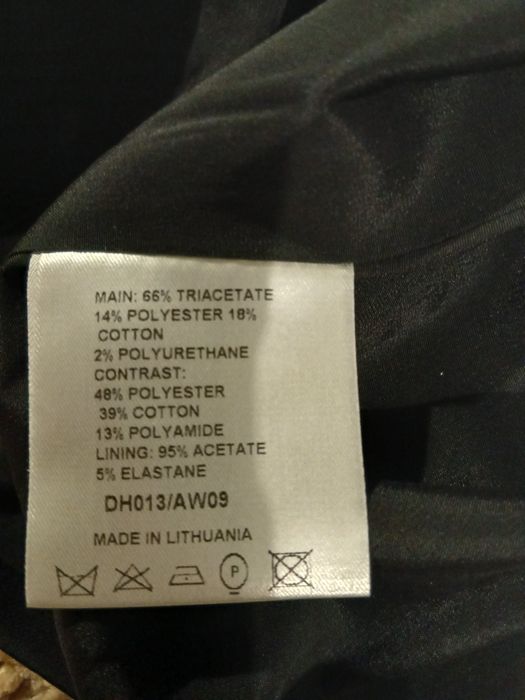 MAIN: 66% TRIACETATE
14% POLYESTER 18%
COTTON
2% POLYURETHANE
CONTRAST:
48% POLYESTER
39% COTTON
13% POLYAMIDE
LINING: 95% ACETATE
5% ELASTANE
DH013/AW09
MADE IN LITHUANIA
P